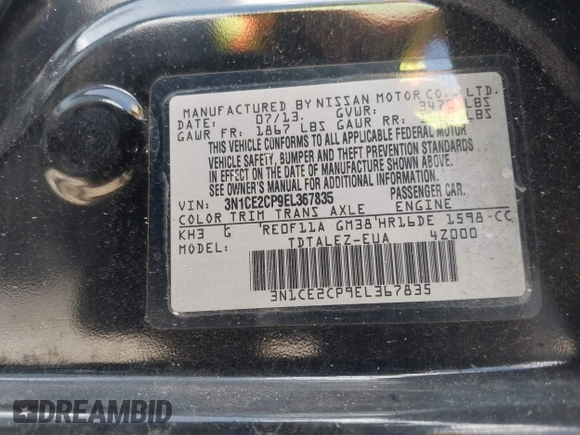 MANUFACTURED BY NISSAN MOTOR CO., LTD.
DATE: 07/13. GVWR: 3478 LBS
GAWR FR: 1867 LBS GAWR RR: LBS
THIS VEHICLE CONFORMS TO ALL APPLICABLE FEDERAL MOTOR
VEHICLE SAFETY, BUMPER AND THEFT PREVENTION STANDARDS
IN EFFECT ON THE DATE OF MANUFACTURE SHOWN ABOVE.
SEE OWNER'S MANUAL FOR ADDITIONAL INFORMATION.
VIN: 3N1CE2CP9EL367835 PASSENGER CAR.
COLOR TRIM TRANS AXLE ENGINE
KH3 G RE0F11A GM38 HR16DE 1598-CC
MODEL: TDTALEZ-EUA 4Z000
3N1CE2CP9EL367835
DREAMBID